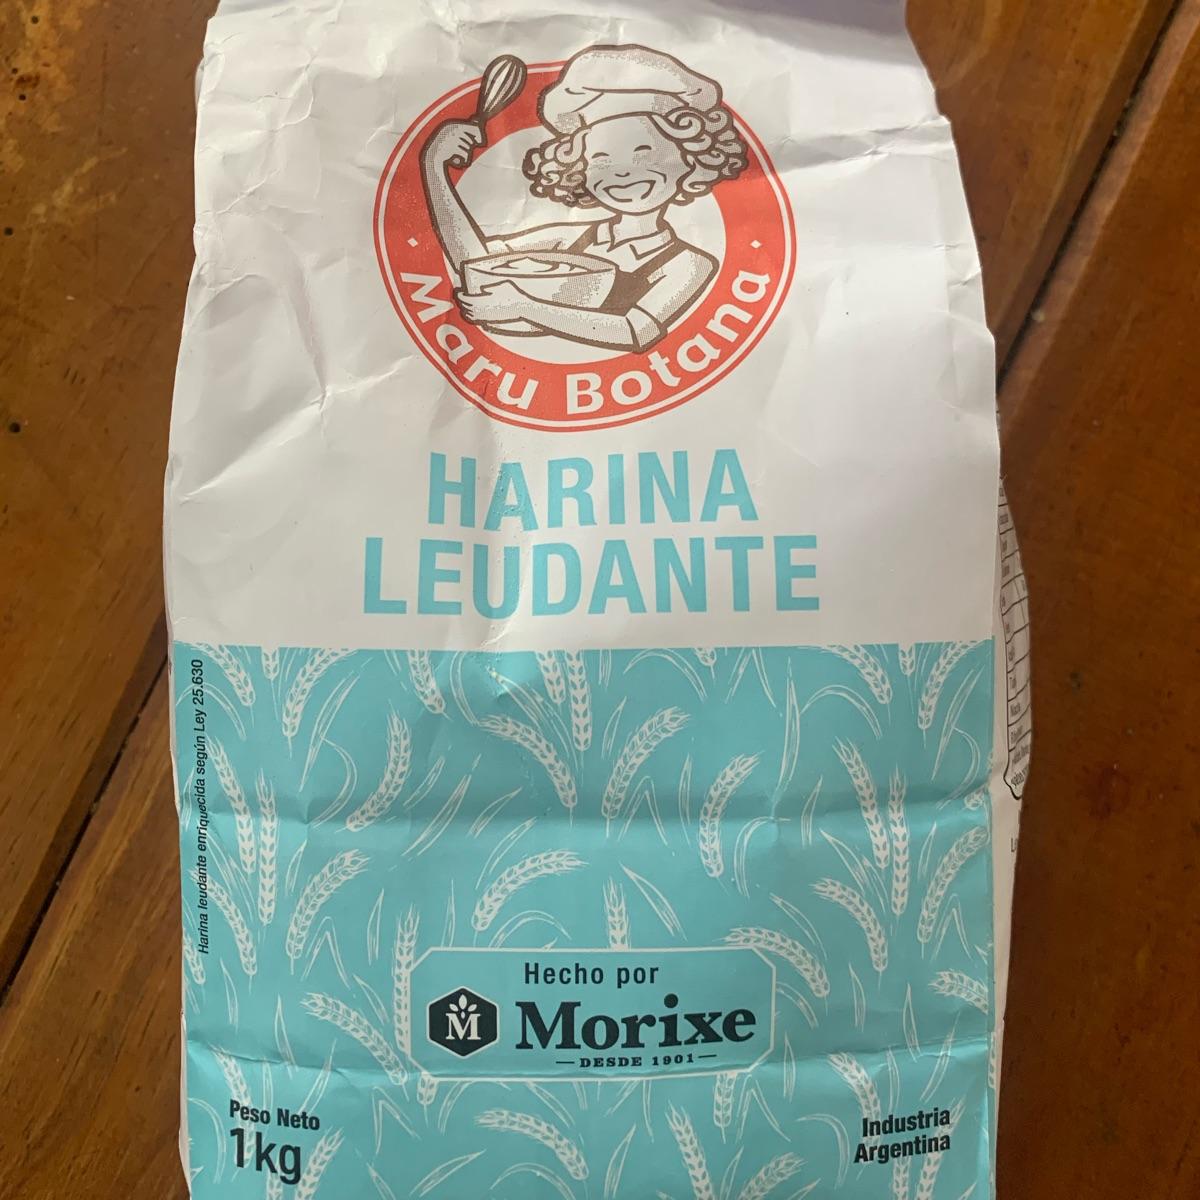 Maru Botana
HARINA
LEUDANTE
Harina leudante enriquecida según Ley 25.630
Hecho por
M
Morixe
DESDE 1901
Peso Neto
1kg
Industria
Argentina